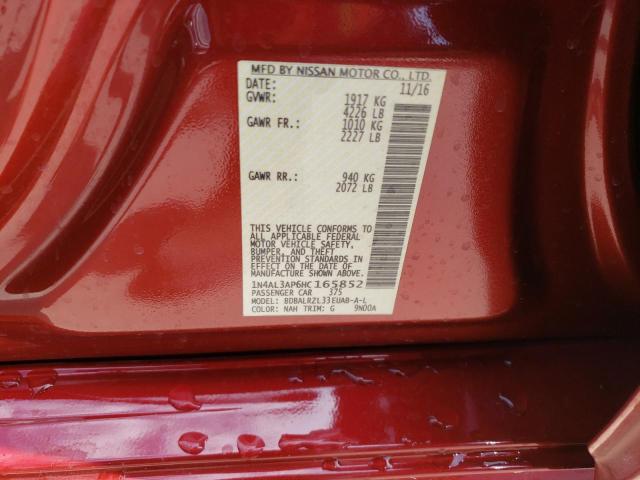 MFD BY NISSAN MOTOR CO., LTD.
DATE: 11/16
GVWR: 1917 KG
4226 LB
GAWR FR.: 1010 KG
2227 LB
GAWR RR.: 940 KG
2072 LB
THIS VEHICLE CONFORMS TO
ALL APPLICABLE FEDERAL
MOTOR VEHICLE SAFETY,
BUMPER, AND THEFT
PREVENTION STANDARDS IN
EFFECT ON THE DATE OF
MANUFACTURE SHOWN ABOVE.
1N4AL3AP6HC165852
PASSENGER CAR 375
MODEL: BDBALRZL33EUAB-A-L
COLOR: NAH TRIM: G 9N00A